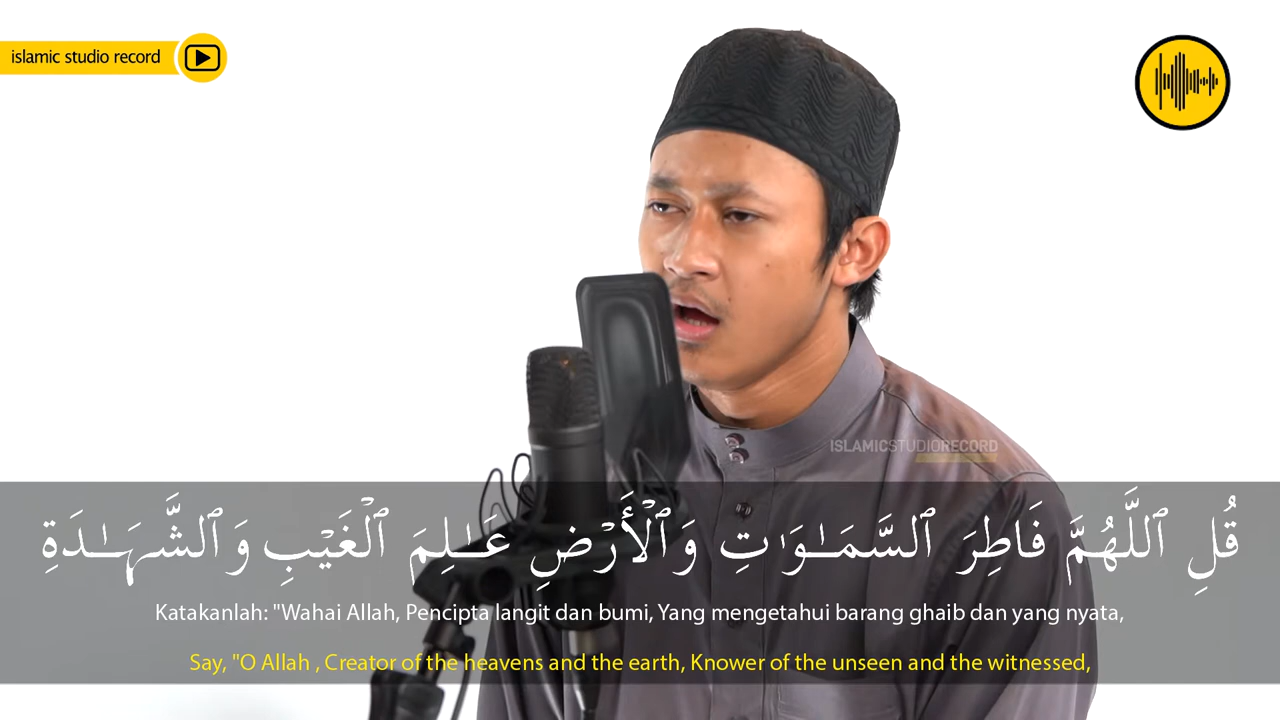 islamic studio record
ISLAMICSTUDIORECORD
قُلِ ٱللَّهُمَّ فَاطِرَ ٱلسَّمَـٰوَٰتِ وَٱلْأَرْضِ عَـٰلِمَ ٱلْغَيْبِ وَٱلشَّهَـٰدَةِ
Katakanlah: "Wahai Allah, Pencipta langit dan bumi, Yang mengetahui barang ghaib dan yang nyata,
Say, "O Allah , Creator of the heavens and the earth, Knower of the unseen and the witnessed,